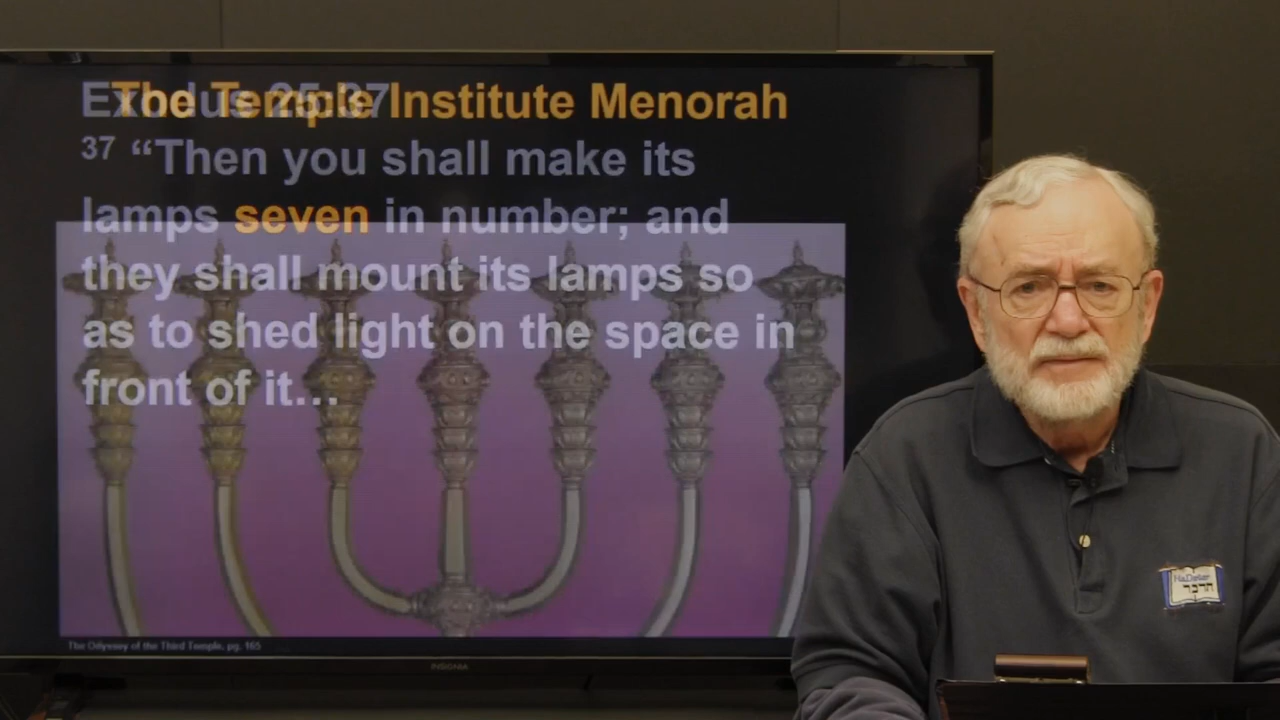 Exodus 25:37
The Temple Institute Menorah
37 “Then you shall make its
lamps seven in number; and
they shall mount its lamps so
as to shed light on the space in
front of it…
The Odyssey of the Third Temple, pg. 165
INSIGNIA
HaDavar
הדבר